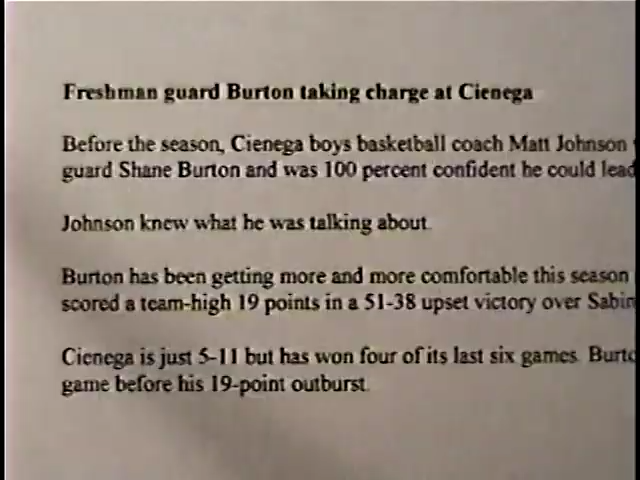 Freshman guard Burton taking charge at Cienega
Before the season, Cienega boys basketball coach Matt Johnson
guard Shane Burton and was 100 percent confident he could lead
Johnson knew what he was talking about.
Burton has been getting more and more comfortable this season
scored a team-high 19 points in a 51-38 upset victory over Sabin
Cienega is just 5-11 but has won four of its last six games. Burto
game before his 19-point outburst.